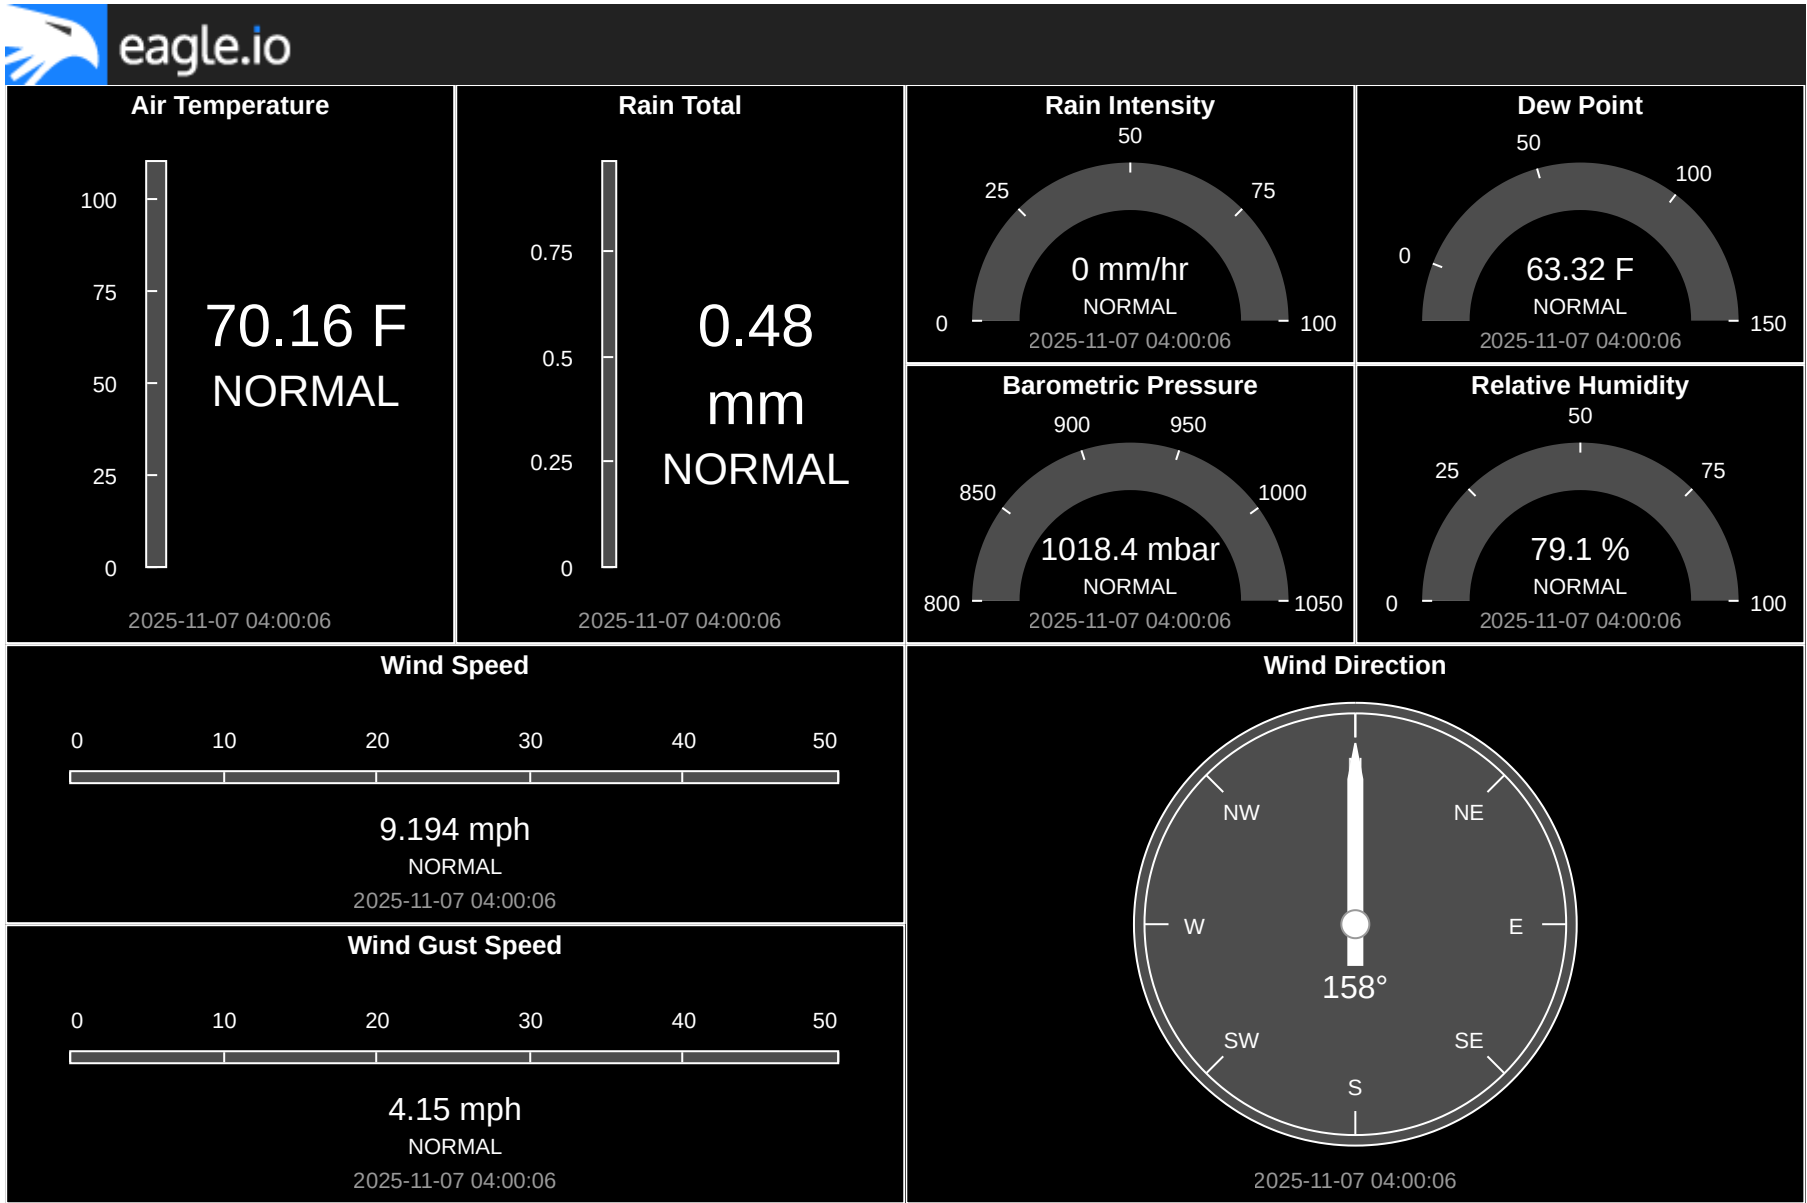 eagle.io
Air Temperature
100
75
50
25
0
70.16 F
NORMAL
2025-11-07 04:00:06
Rain Total
0.75
0.5
0.25
0
0.48
mm
NORMAL
2025-11-07 04:00:06
Rain Intensity
0
25
50
75
100
0 mm/hr
NORMAL
2025-11-07 04:00:06
Dew Point
0
50
100
150
63.32 F
NORMAL
2025-11-07 04:00:06
Barometric Pressure
800
850
900
950
1000
1050
1018.4 mbar
NORMAL
2025-11-07 04:00:06
Relative Humidity
0
25
50
75
100
79.1 %
NORMAL
2025-11-07 04:00:06
Wind Speed
0 10 20 30 40 50
9.194 mph
NORMAL
2025-11-07 04:00:06
Wind Gust Speed
0 10 20 30 40 50
4.15 mph
NORMAL
2025-11-07 04:00:06
Wind Direction
NW NE
W E
158°
SW SE
S
2025-11-07 04:00:06